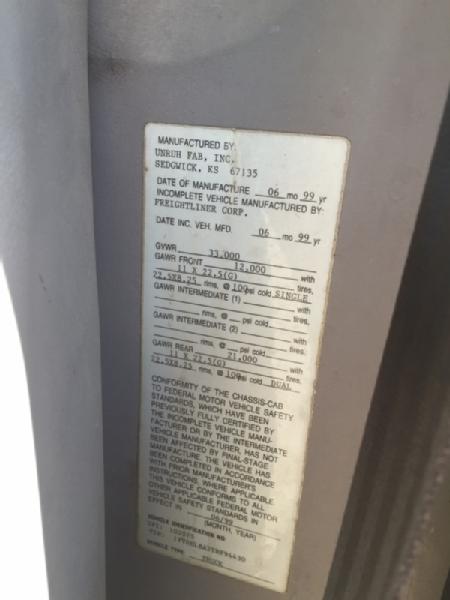 MANUFACTURED BY:
UNRUH FAB, INC.
SEDGWICK, KS 67135
DATE OF MANUFACTURE 06 mo 99 yr
INCOMPLETE VEHICLE MANUFACTURED BY:
FREIGHTLINER CORP.
DATE INC. VEH. MFD. 06 mo 99 yr
GVWR 33,000
GAWR FRONT 12,000 with
11 X 22.5(G) tires,
22.5X8.25 rims, @ 100 psi cold SINGLE
GAWR INTERMEDIATE (1) with
tires,
rims, @ psi cold
GAWR INTERMEDIATE (2) with
tires,
rims, @ psi cold
GAWR REAR 21,000 with
11 X 22.5(G) tires,
22.5X8.25 rims, @ 100 psi cold DUAL
CONFORMITY OF THE CHASSIS-CAB
TO FEDERAL MOTOR VEHICLE SAFETY
STANDARDS, WHICH HAVE BEEN
PREVIOUSLY FULLY CERTIFIED BY
THE INCOMPLETE VEHICLE MANU-
FACTURER OR BY THE INTERMEDIATE
VEHICLE MANUFACTURER, HAS NOT
BEEN AFFECTED BY FINAL-STAGE
MANUFACTURE. THE VEHICLE HAS
BEEN COMPLETED IN ACCORDANCE
WITH PRIOR MANUFACTURER'S
INSTRUCTIONS, WHERE APPLICABLE
THIS VEHICLE CONFORMS TO ALL
OTHER APPLICABLE FEDERAL MOTOR
VEHICLE SAFETY STANDARDS IN
EFFECT IN 06/99
(MONTH, YEAR)
VEHICLE IDENTIFICATION NO
VEHICLE TYPE TRUCK